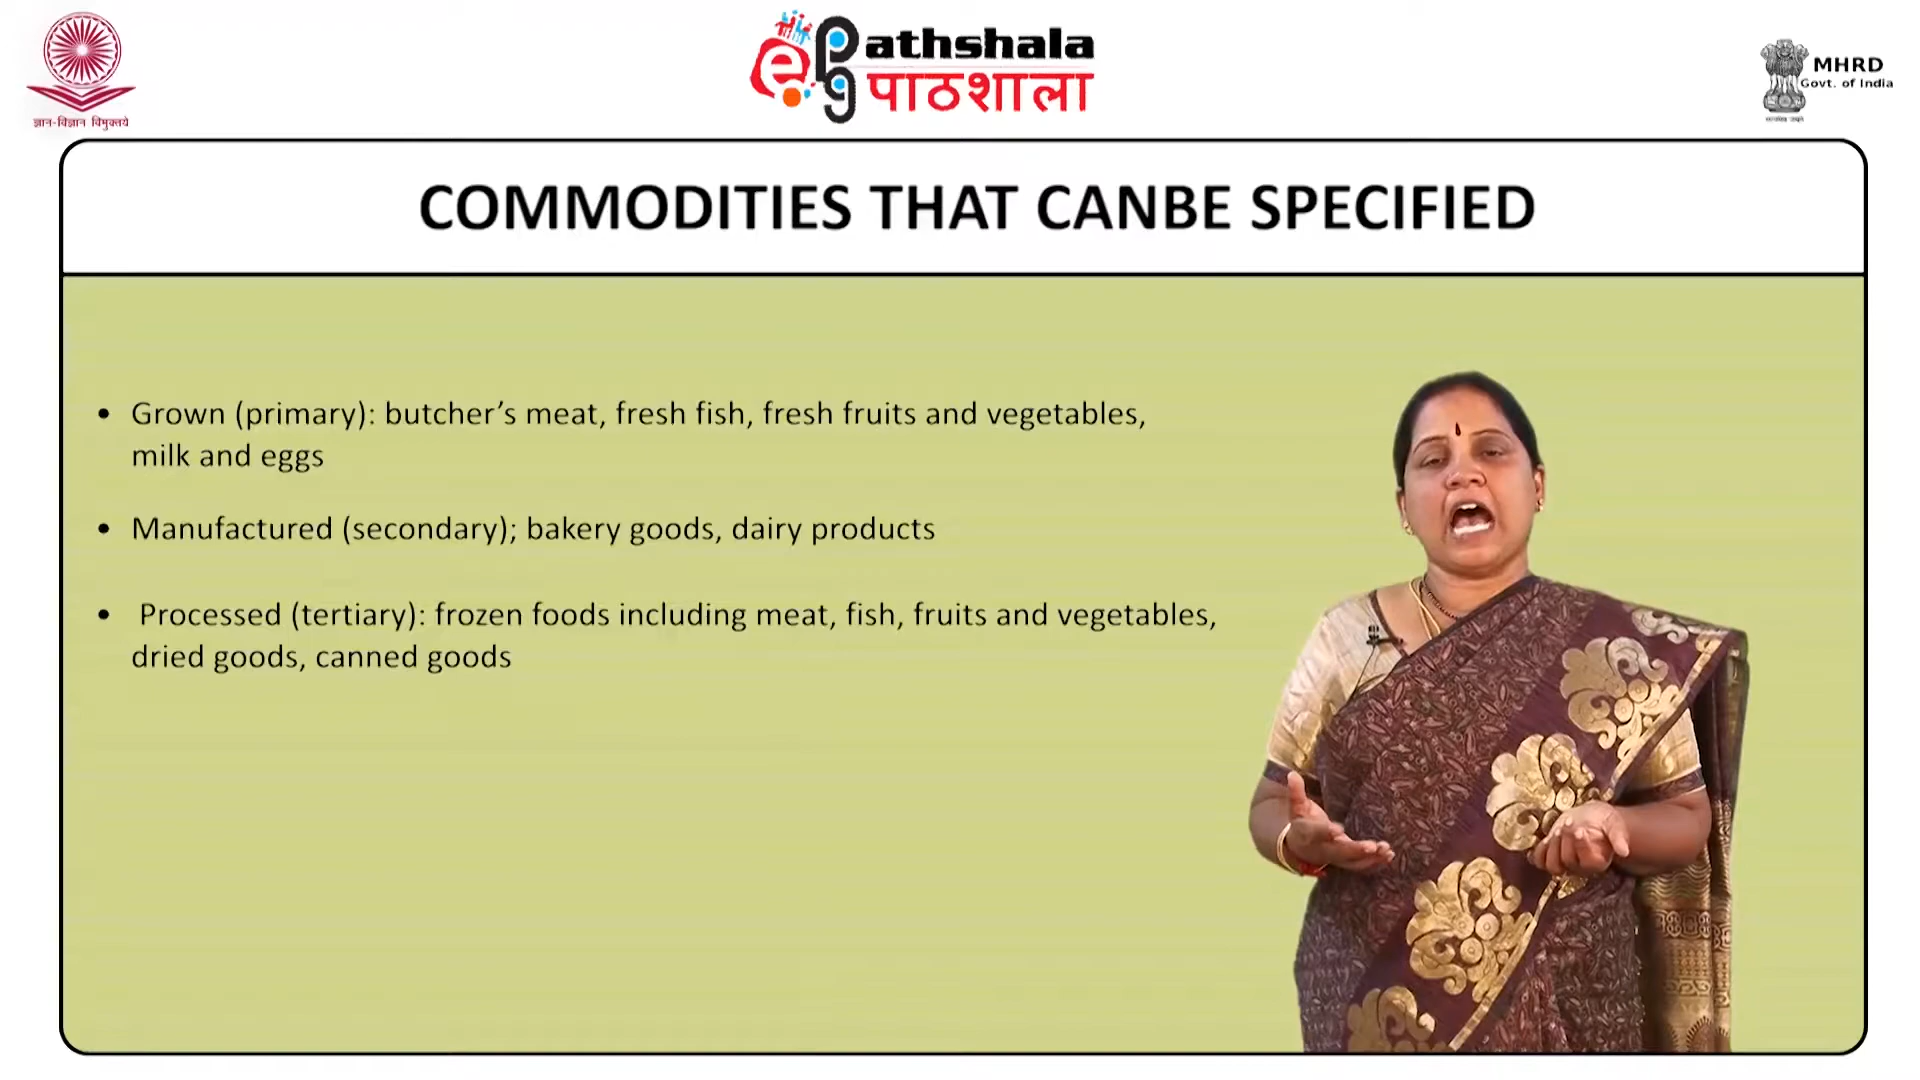 ज्ञान-विज्ञान विमुक्तये
e pg athshala
पाठशाला
MHRD
Govt. of India
COMMODITIES THAT CANBE SPECIFIED
• Grown (primary): butcher’s meat, fresh fish, fresh fruits and vegetables,
milk and eggs
• Manufactured (secondary); bakery goods, dairy products
• Processed (tertiary): frozen foods including meat, fish, fruits and vegetables,
dried goods, canned goods